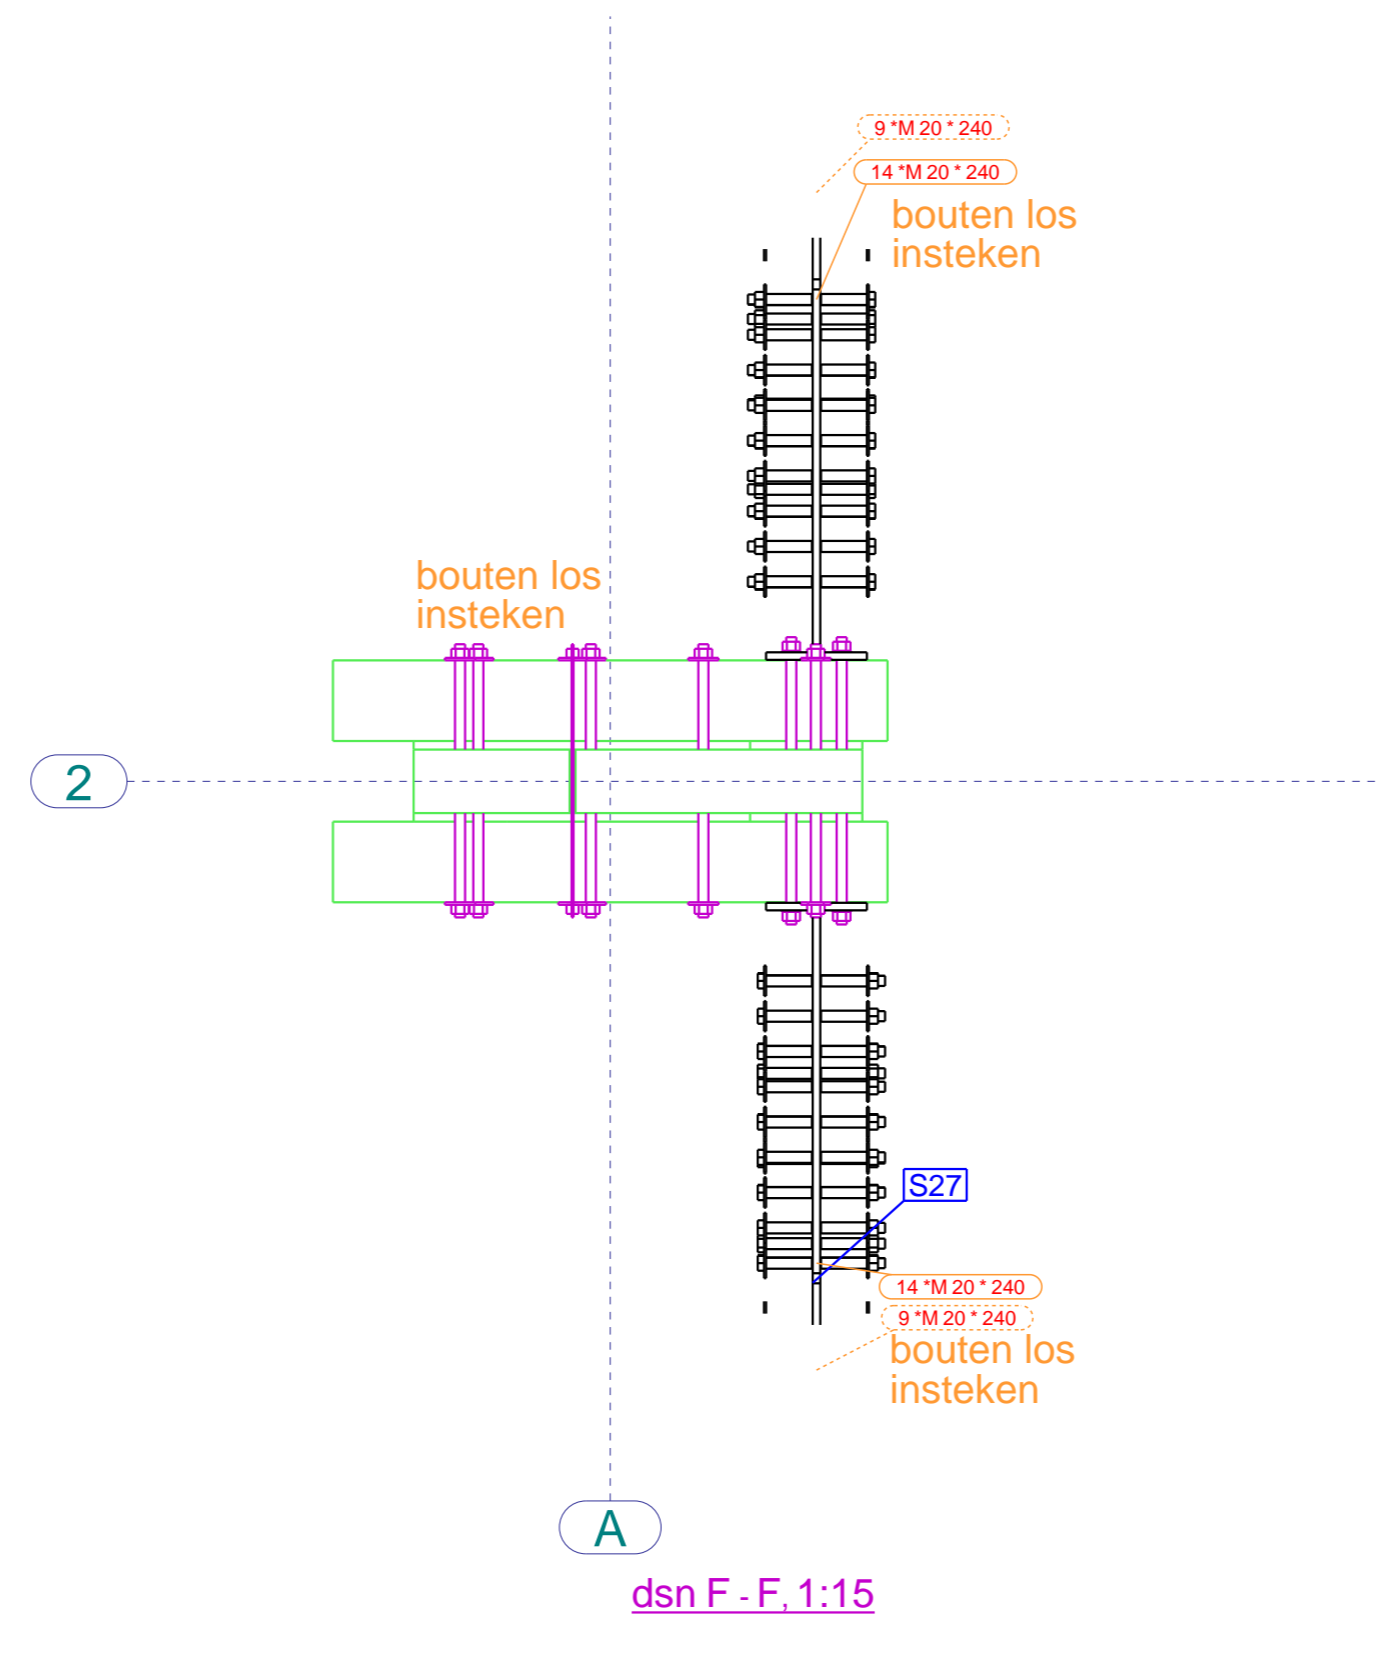 9 *M 20 * 240
14 *M 20 * 240
bouten los
insteken
bouten los
insteken
2
S27
14 *M 20 * 240
9 *M 20 * 240
bouten los
insteken
A
dsn F - F, 1:15